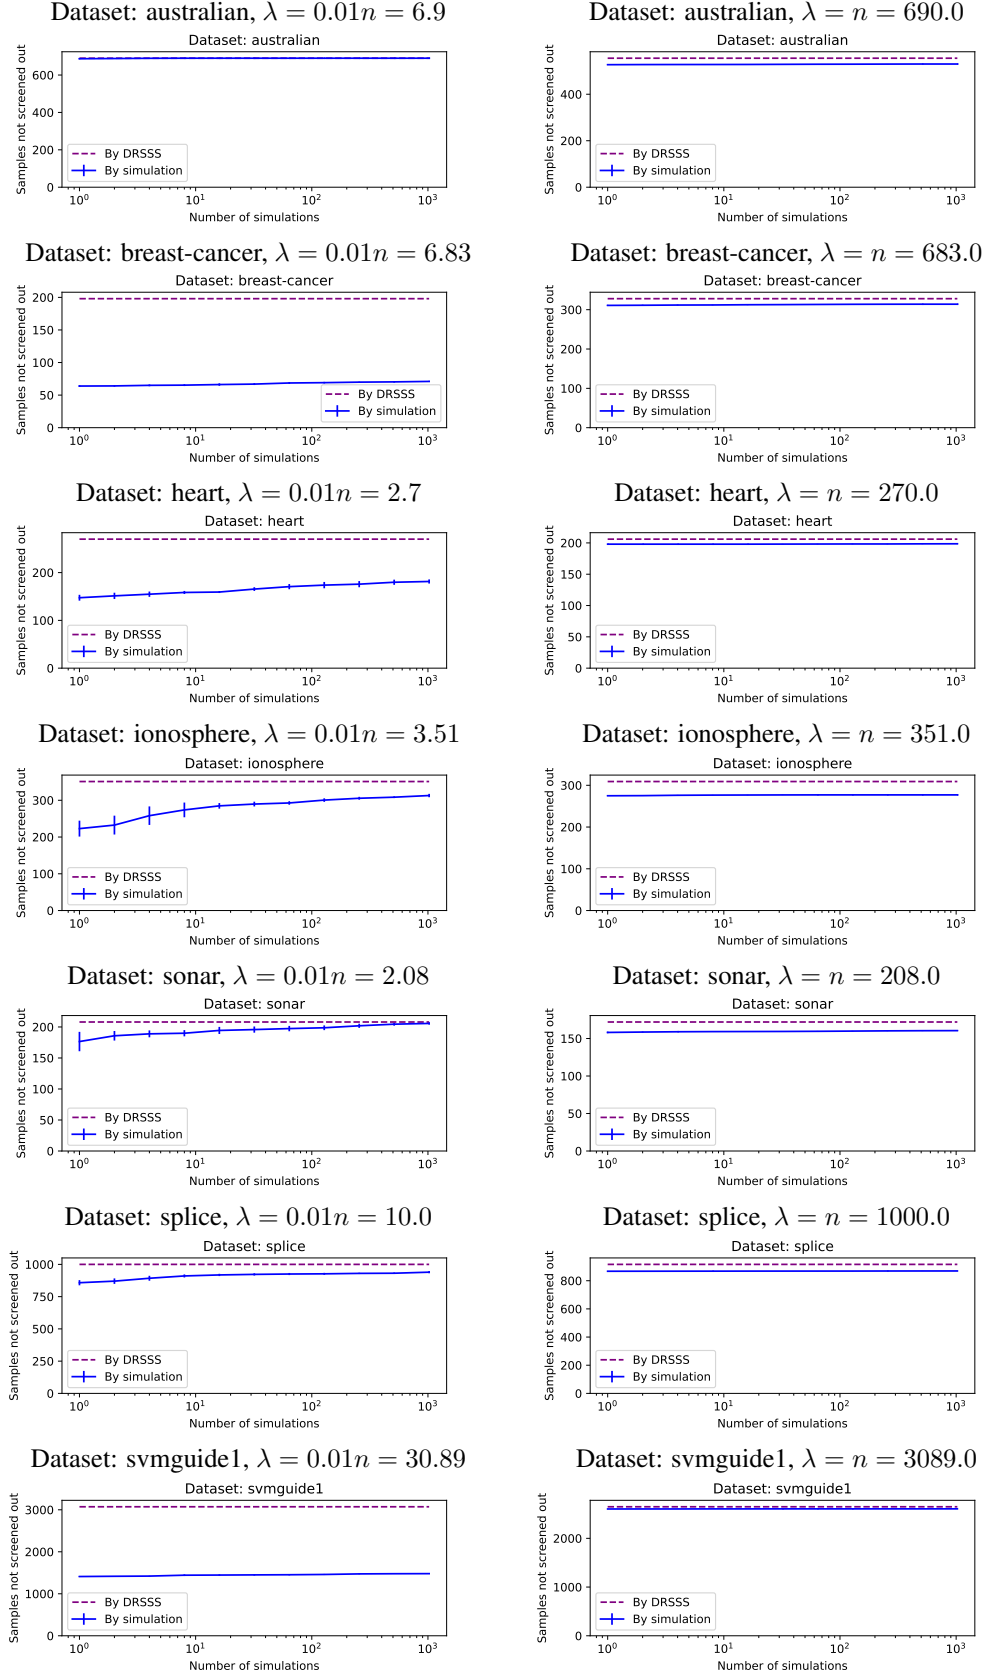 Dataset: australian, λ = 0.01n = 6.9
Dataset: australian
Samples not screened out
600
400
200
0
By DRSSS
By simulation
10⁰ 10¹ 10² 10³
Number of simulations
Dataset: australian, λ = n = 690.0
Dataset: australian
Samples not screened out
400
200
0
By DRSSS
By simulation
10⁰ 10¹ 10² 10³
Number of simulations
Dataset: breast-cancer, λ = 0.01n = 6.83
Dataset: breast-cancer
Samples not screened out
200
150
100
50
0
By DRSSS
By simulation
10⁰ 10¹ 10² 10³
Number of simulations
Dataset: breast-cancer, λ = n = 683.0
Dataset: breast-cancer
Samples not screened out
300
200
100
0
By DRSSS
By simulation
10⁰ 10¹ 10² 10³
Number of simulations
Dataset: heart, λ = 0.01n = 2.7
Dataset: heart
Samples not screened out
200
100
0
By DRSSS
By simulation
10⁰ 10¹ 10² 10³
Number of simulations
Dataset: heart, λ = n = 270.0
Dataset: heart
Samples not screened out
200
150
100
50
0
By DRSSS
By simulation
10⁰ 10¹ 10² 10³
Number of simulations
Dataset: ionosphere, λ = 0.01n = 3.51
Dataset: ionosphere
Samples not screened out
300
200
100
0
By DRSSS
By simulation
10⁰ 10¹ 10² 10³
Number of simulations
Dataset: ionosphere, λ = n = 351.0
Dataset: ionosphere
Samples not screened out
300
200
100
0
By DRSSS
By simulation
10⁰ 10¹ 10² 10³
Number of simulations
Dataset: sonar, λ = 0.01n = 2.08
Dataset: sonar
Samples not screened out
200
150
100
50
0
By DRSSS
By simulation
10⁰ 10¹ 10² 10³
Number of simulations
Dataset: sonar, λ = n = 208.0
Dataset: sonar
Samples not screened out
150
100
50
0
By DRSSS
By simulation
10⁰ 10¹ 10² 10³
Number of simulations
Dataset: splice, λ = 0.01n = 10.0
Dataset: splice
Samples not screened out
1000
750
500
250
0
By DRSSS
By simulation
10⁰ 10¹ 10² 10³
Number of simulations
Dataset: splice, λ = n = 1000.0
Dataset: splice
Samples not screened out
800
600
400
200
0
By DRSSS
By simulation
10⁰ 10¹ 10² 10³
Number of simulations
Dataset: svmguide1, λ = 0.01n = 30.89
Dataset: svmguide1
Samples not screened out
3000
2000
1000
0
By DRSSS
By simulation
10⁰ 10¹ 10² 10³
Number of simulations
Dataset: svmguide1, λ = n = 3089.0
Dataset: svmguide1
Samples not screened out
2000
1000
0
By DRSSS
By simulation
10⁰ 10¹ 10² 10³
Number of simulations